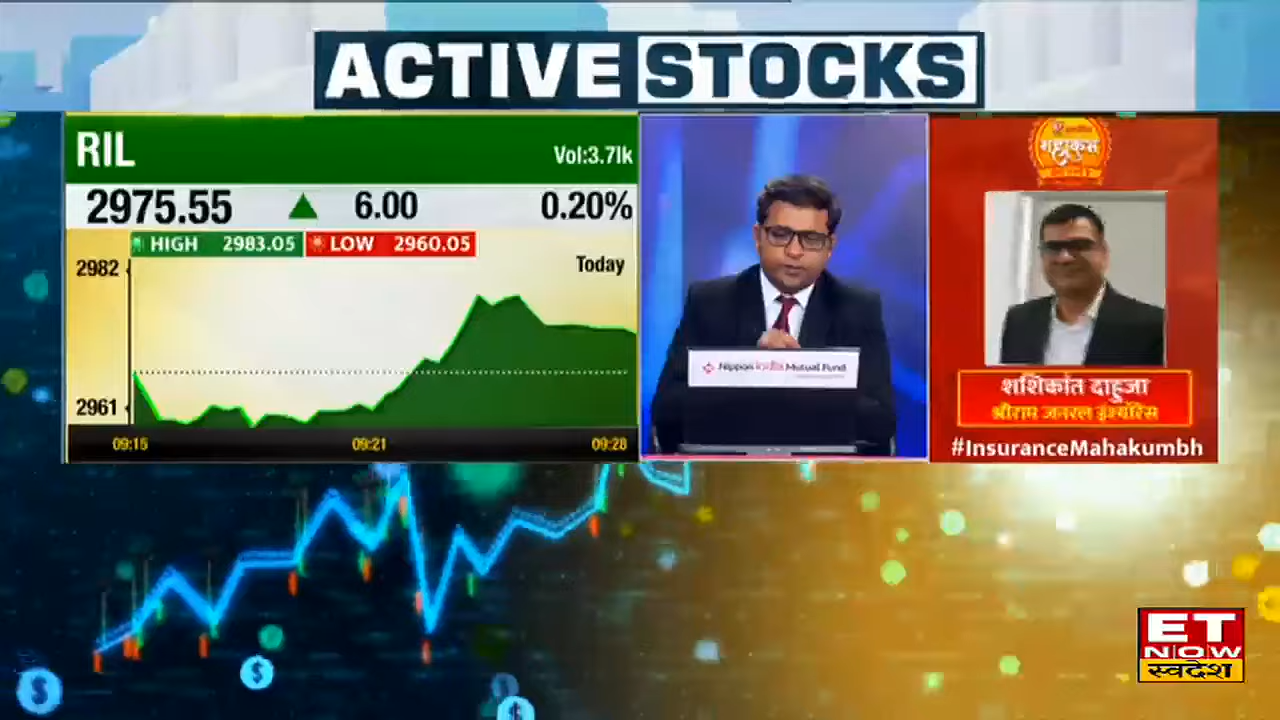 ACTIVE STOCKS
RIL
Vol:3.71k
2975.55 ▲ 6.00 0.20%
HIGH 2983.05 LOW 2960.05
2982
Today
2961
09:15 09:21 09:28
Nippon India Mutual Fund
महाकुंभ
शशिकांत दाहुजा
श्रीराम जनरल इंश्योरेंस
#InsuranceMahakumbh
ET
NOW
स्वदेश